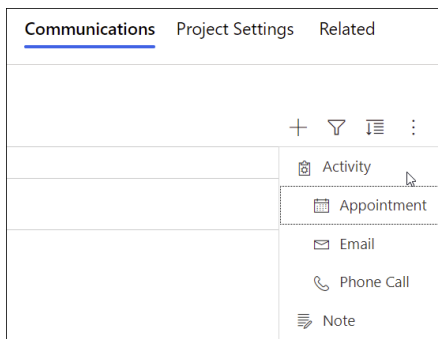 Communications Project Settings Related
Activity
Appointment
Email
Phone Call
Note